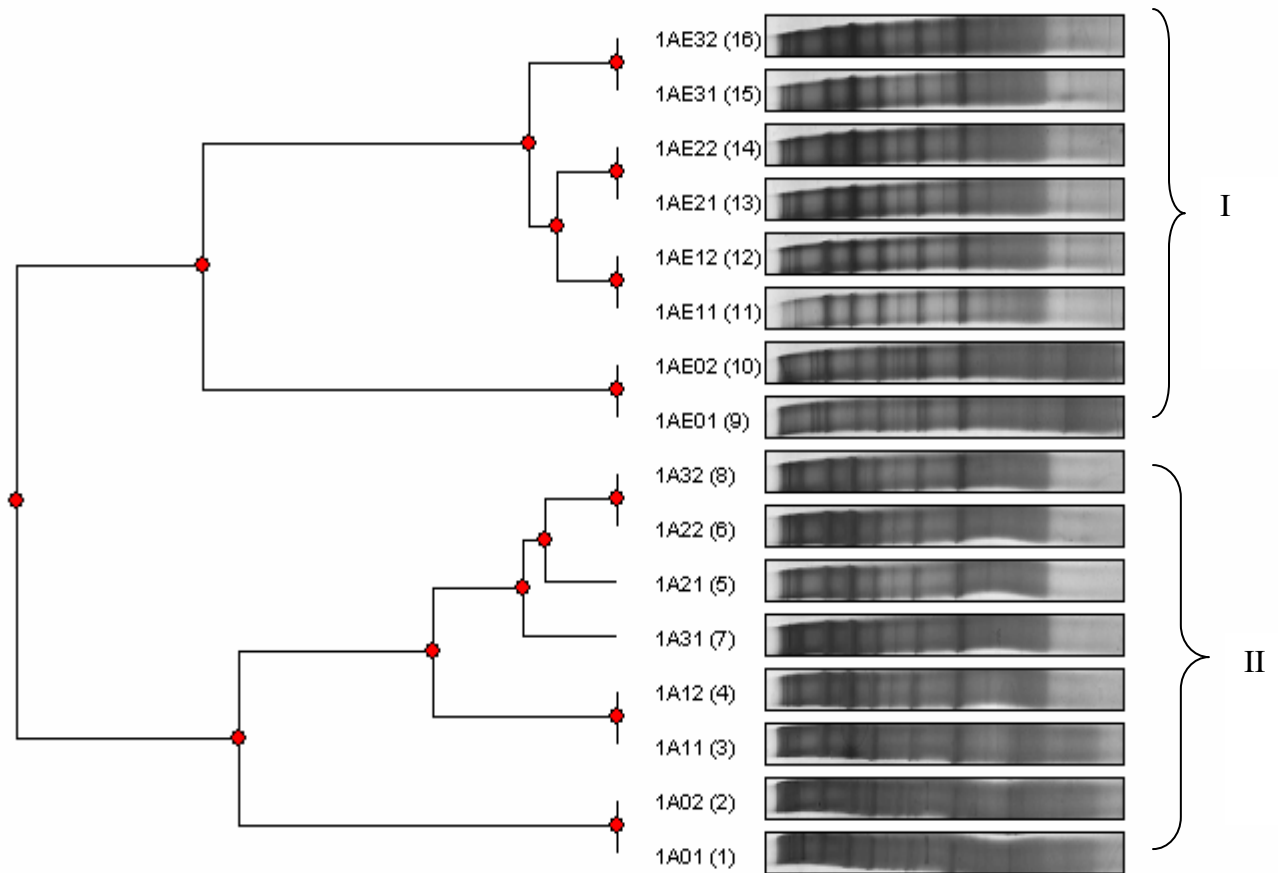 1AE32 (16)
1AE31 (15)
1AE22 (14)
1AE21 (13)
I
1AE12 (12)
1AE11 (11)
1AE02 (10)
1AE01 (9)
1A32 (8)
1A22 (6)
1A21 (5)
1A31 (7)
II
1A12 (4)
1A11 (3)
1A02 (2)
1A01 (1)